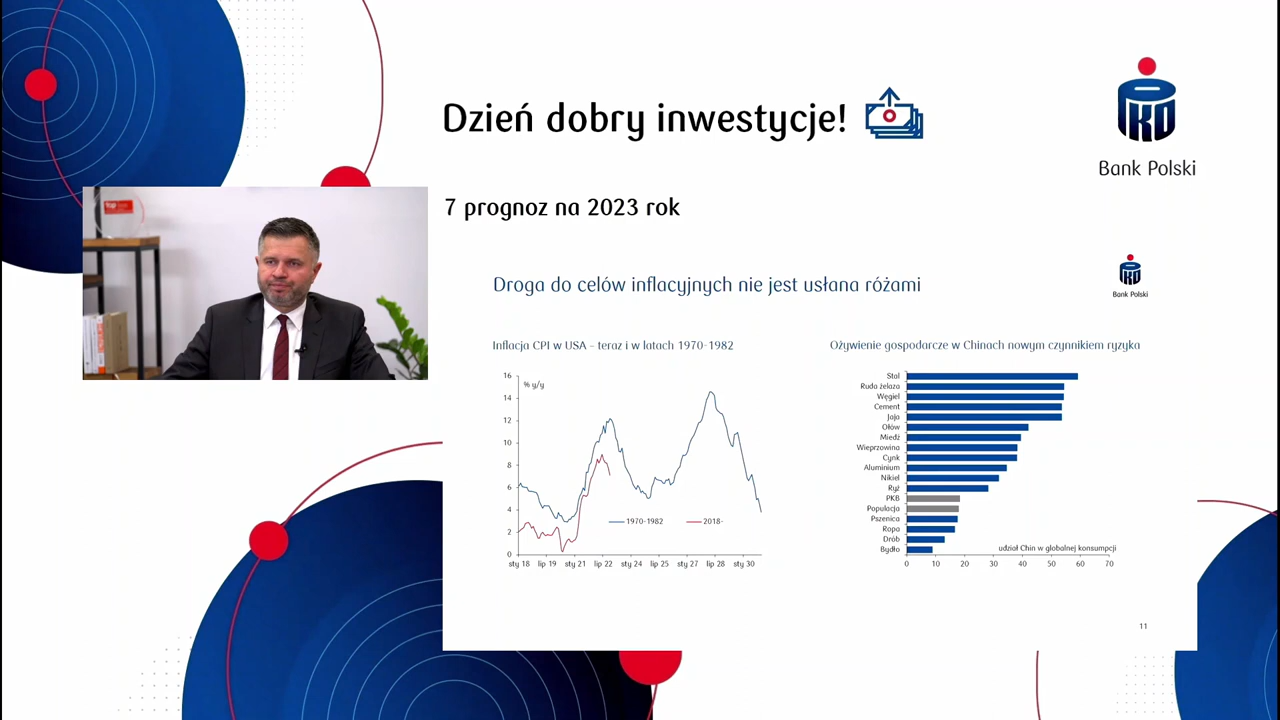 Dzień dobry inwestycje!
PKO
Bank Polski
7 prognoz na 2023 rok
Droga do celów inflacyjnych nie jest usłana różami
Bank Polski
Inflacja CPI w USA – teraz i w latach 1970-1982
% y/y
16
14
12
10
8
6
4
2
0
1970-1982
2018-
sty 18 lip 19 sty 21 lip 22 sty 24 lip 25 sty 27 lip 28 sty 30
Ożywienie gospodarcze w Chinach nowym czynnikiem ryzyka
Stal
Ruda żelaza
Węgiel
Cement
Jaja
Ołów
Miedź
Wieprzowina
Cynk
Aluminium
Nikiel
Ryż
PKB
Populacja
Pszenica
Ropa
Drób
Bydło
udział Chin w globalnej konsumpcji
0 10 20 30 40 50 60 70
11